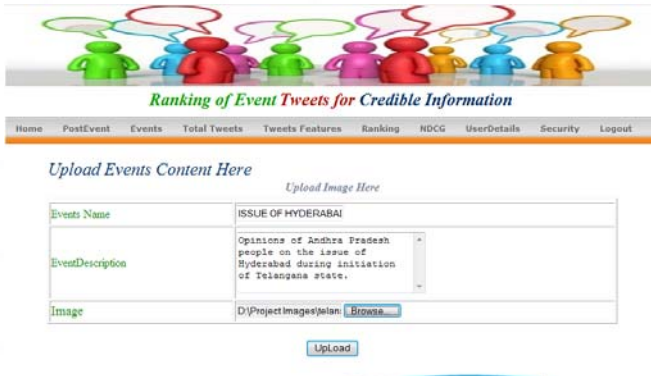 Ranking of Event Tweets for Credible Information
Home PostEvent Events Total Tweets Tweets Features Ranking NDCG UserDetails Security Logout
Upload Events Content Here
Upload Image Here
Events Name ISSUE OF HYDERABAI
EventDescription
Opinions of Andhra Pradesh
people on the issue of
Hyderabad during initiation
of Telangana state.
Image D:\Project Images\telan Browse...
UpLoad